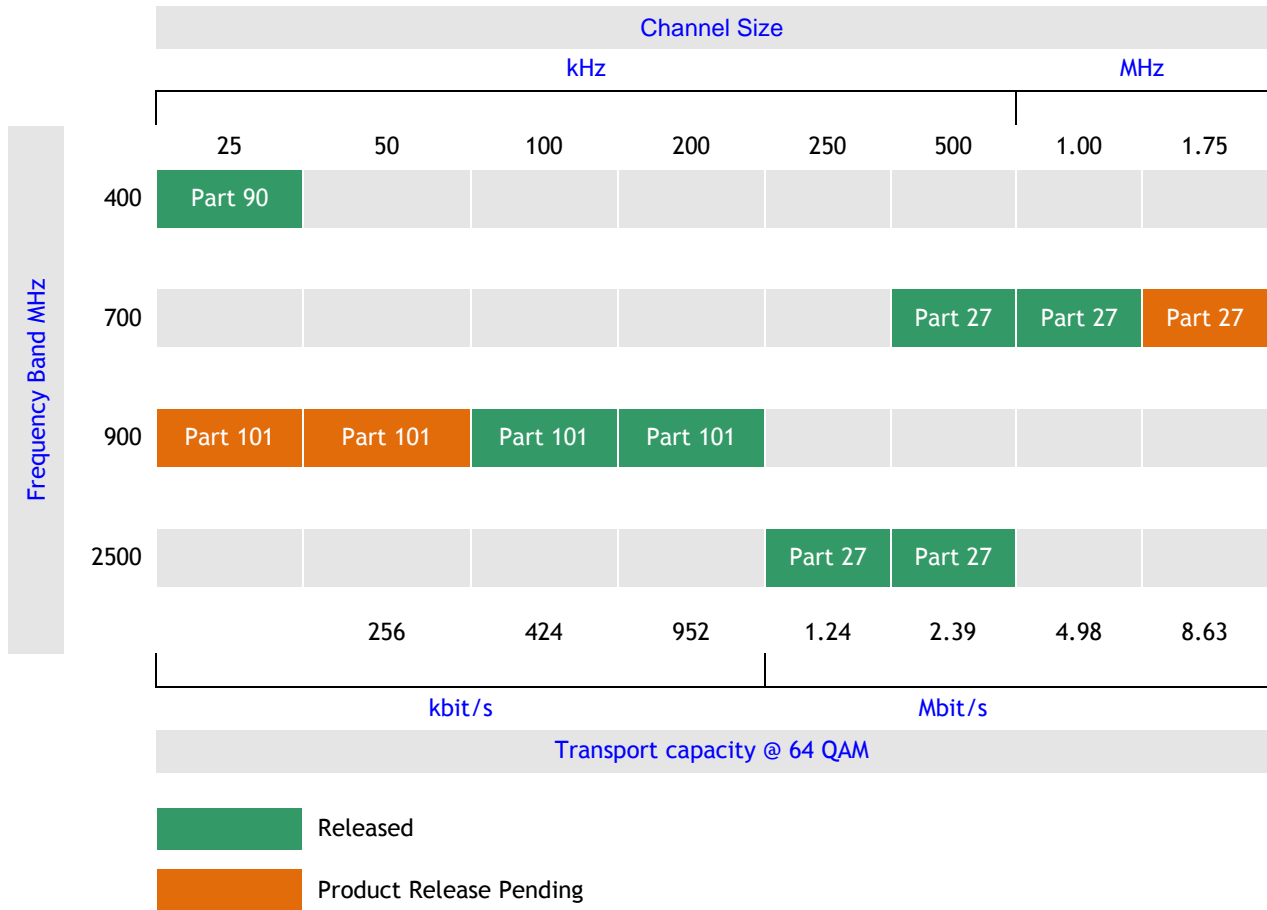 Channel Size
kHz MHz
25 50 100 200 250 500 1.00 1.75
Frequency Band MHz
400 Part 90
700 Part 27 Part 27 Part 27
900 Part 101 Part 101 Part 101 Part 101
2500 Part 27 Part 27
256 424 952 1.24 2.39 4.98 8.63
kbit/s Mbit/s
Transport capacity @ 64 QAM
Released
Product Release Pending